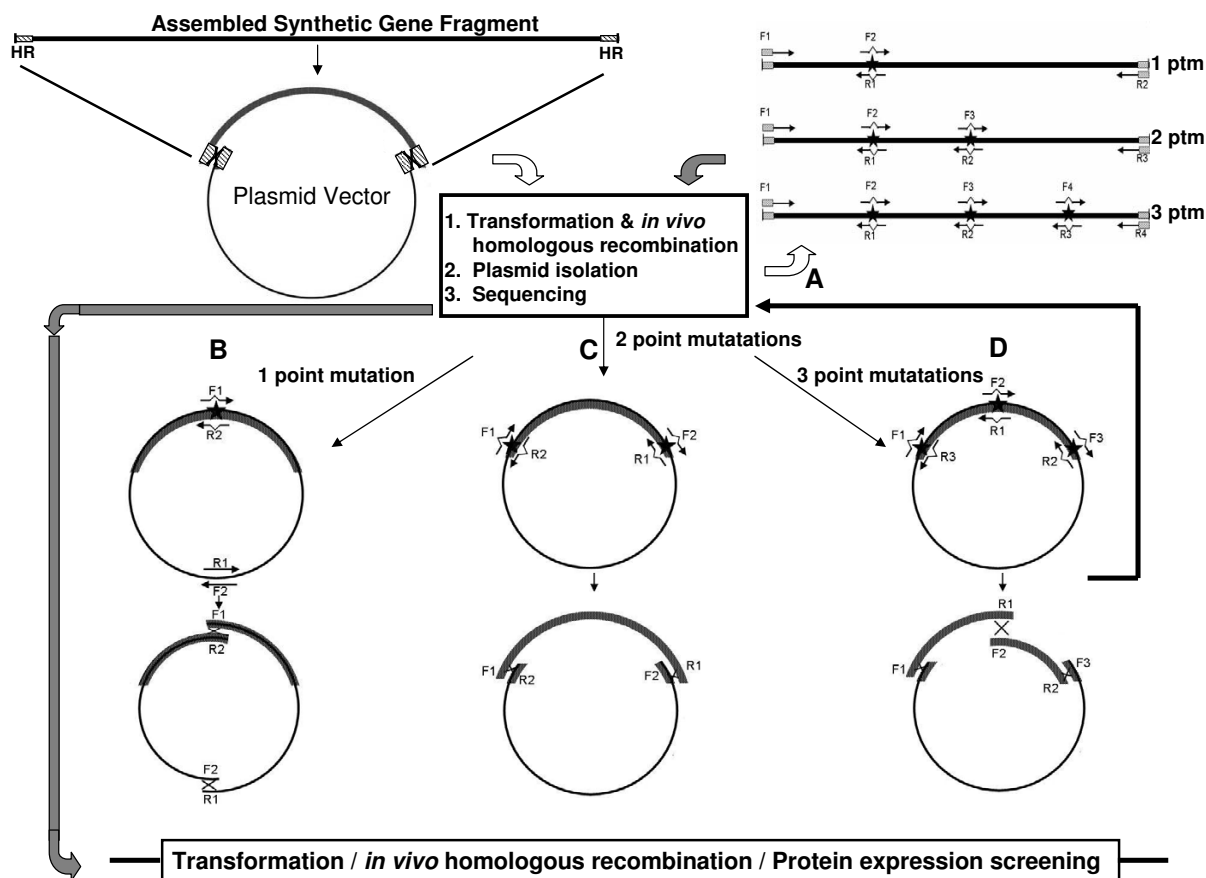 Assembled Synthetic Gene Fragment
HR
HR
Plasmid Vector
F1
F2
R1
R2
1 ptm
F1
F2
F3
R1
R2
R3
2 ptm
F1
F2
F3
F4
R1
R2
R3
R4
3 ptm
1. Transformation & in vivo
homologous recombination
2. Plasmid isolation
3. Sequencing
A
B
1 point mutation
C
2 point mutatations
D
3 point mutatations
F1
R2
R1
F2
F1
R2
F2
R1
F1
R2
F2
R1
F1
R2
F2
R1
F2
R1
F1
R3
F3
R2
R1
F2
F1
F3
R2
Transformation / in vivo homologous recombination / Protein expression screening